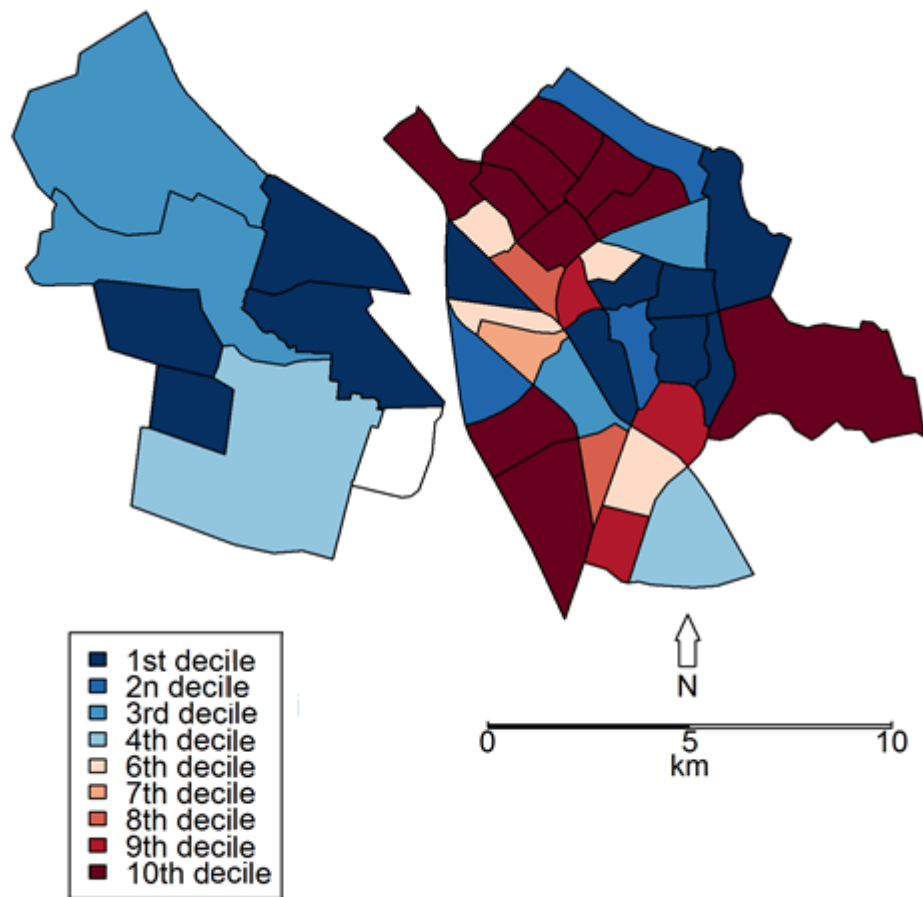 1st decile
2n decile
3rd decile
4th decile
6th decile
7th decile
8th decile
9th decile
10th decile
N
0 5 10
km